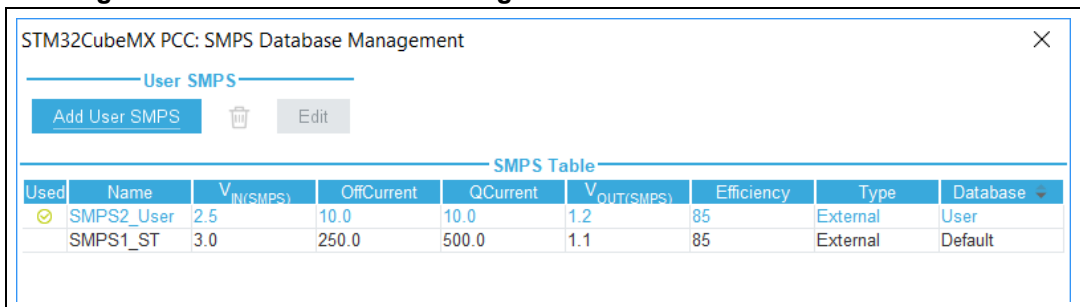 STM32CubeMX PCC: SMPS Database Management
User SMPS
Add User SMPS Edit
SMPS Table
Used Name VIN(SMPS) OffCurrent QCurrent VOUT(SMPS) Efficiency Type Database
SMPS2_User 2.5 10.0 10.0 1.2 85 External User
SMPS1_ST 3.0 250.0 500.0 1.1 85 External Default